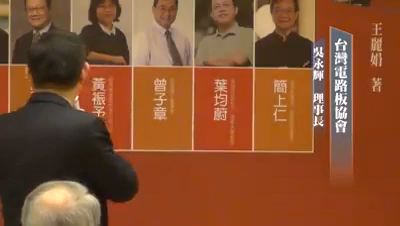 王麗娟 著
台灣電路板協會
吳永輝 理事長
簡上仁
葉均蔚
曾子章
黃振予